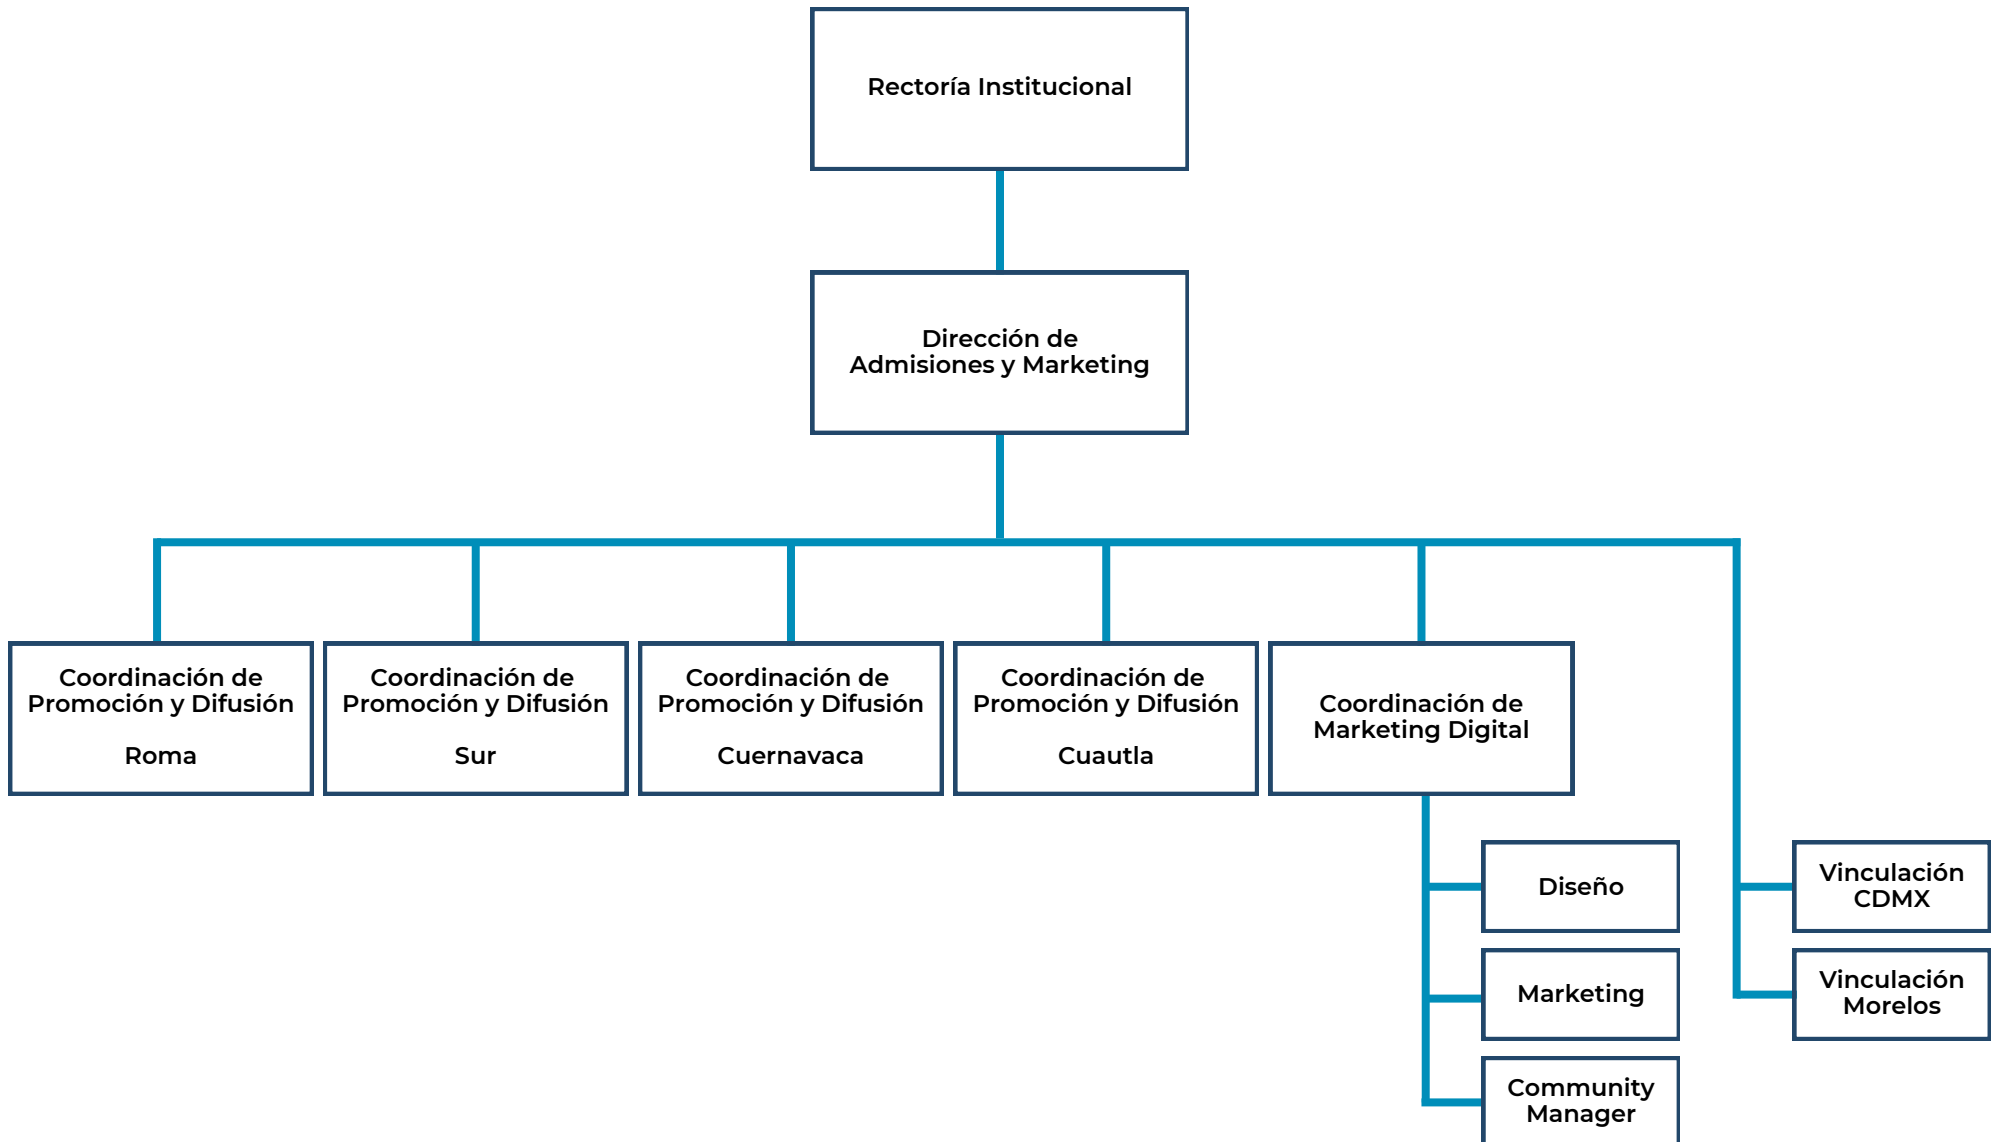 Rectoría Institucional
Dirección de
Admisiones y Marketing
Coordinación de
Promoción y Difusión
Roma
Coordinación de
Promoción y Difusión
Sur
Coordinación de
Promoción y Difusión
Cuernavaca
Coordinación de
Promoción y Difusión
Cuautla
Coordinación de
Marketing Digital
Diseño
Marketing
Community
Manager
Vinculación
CDMX
Vinculación
Morelos